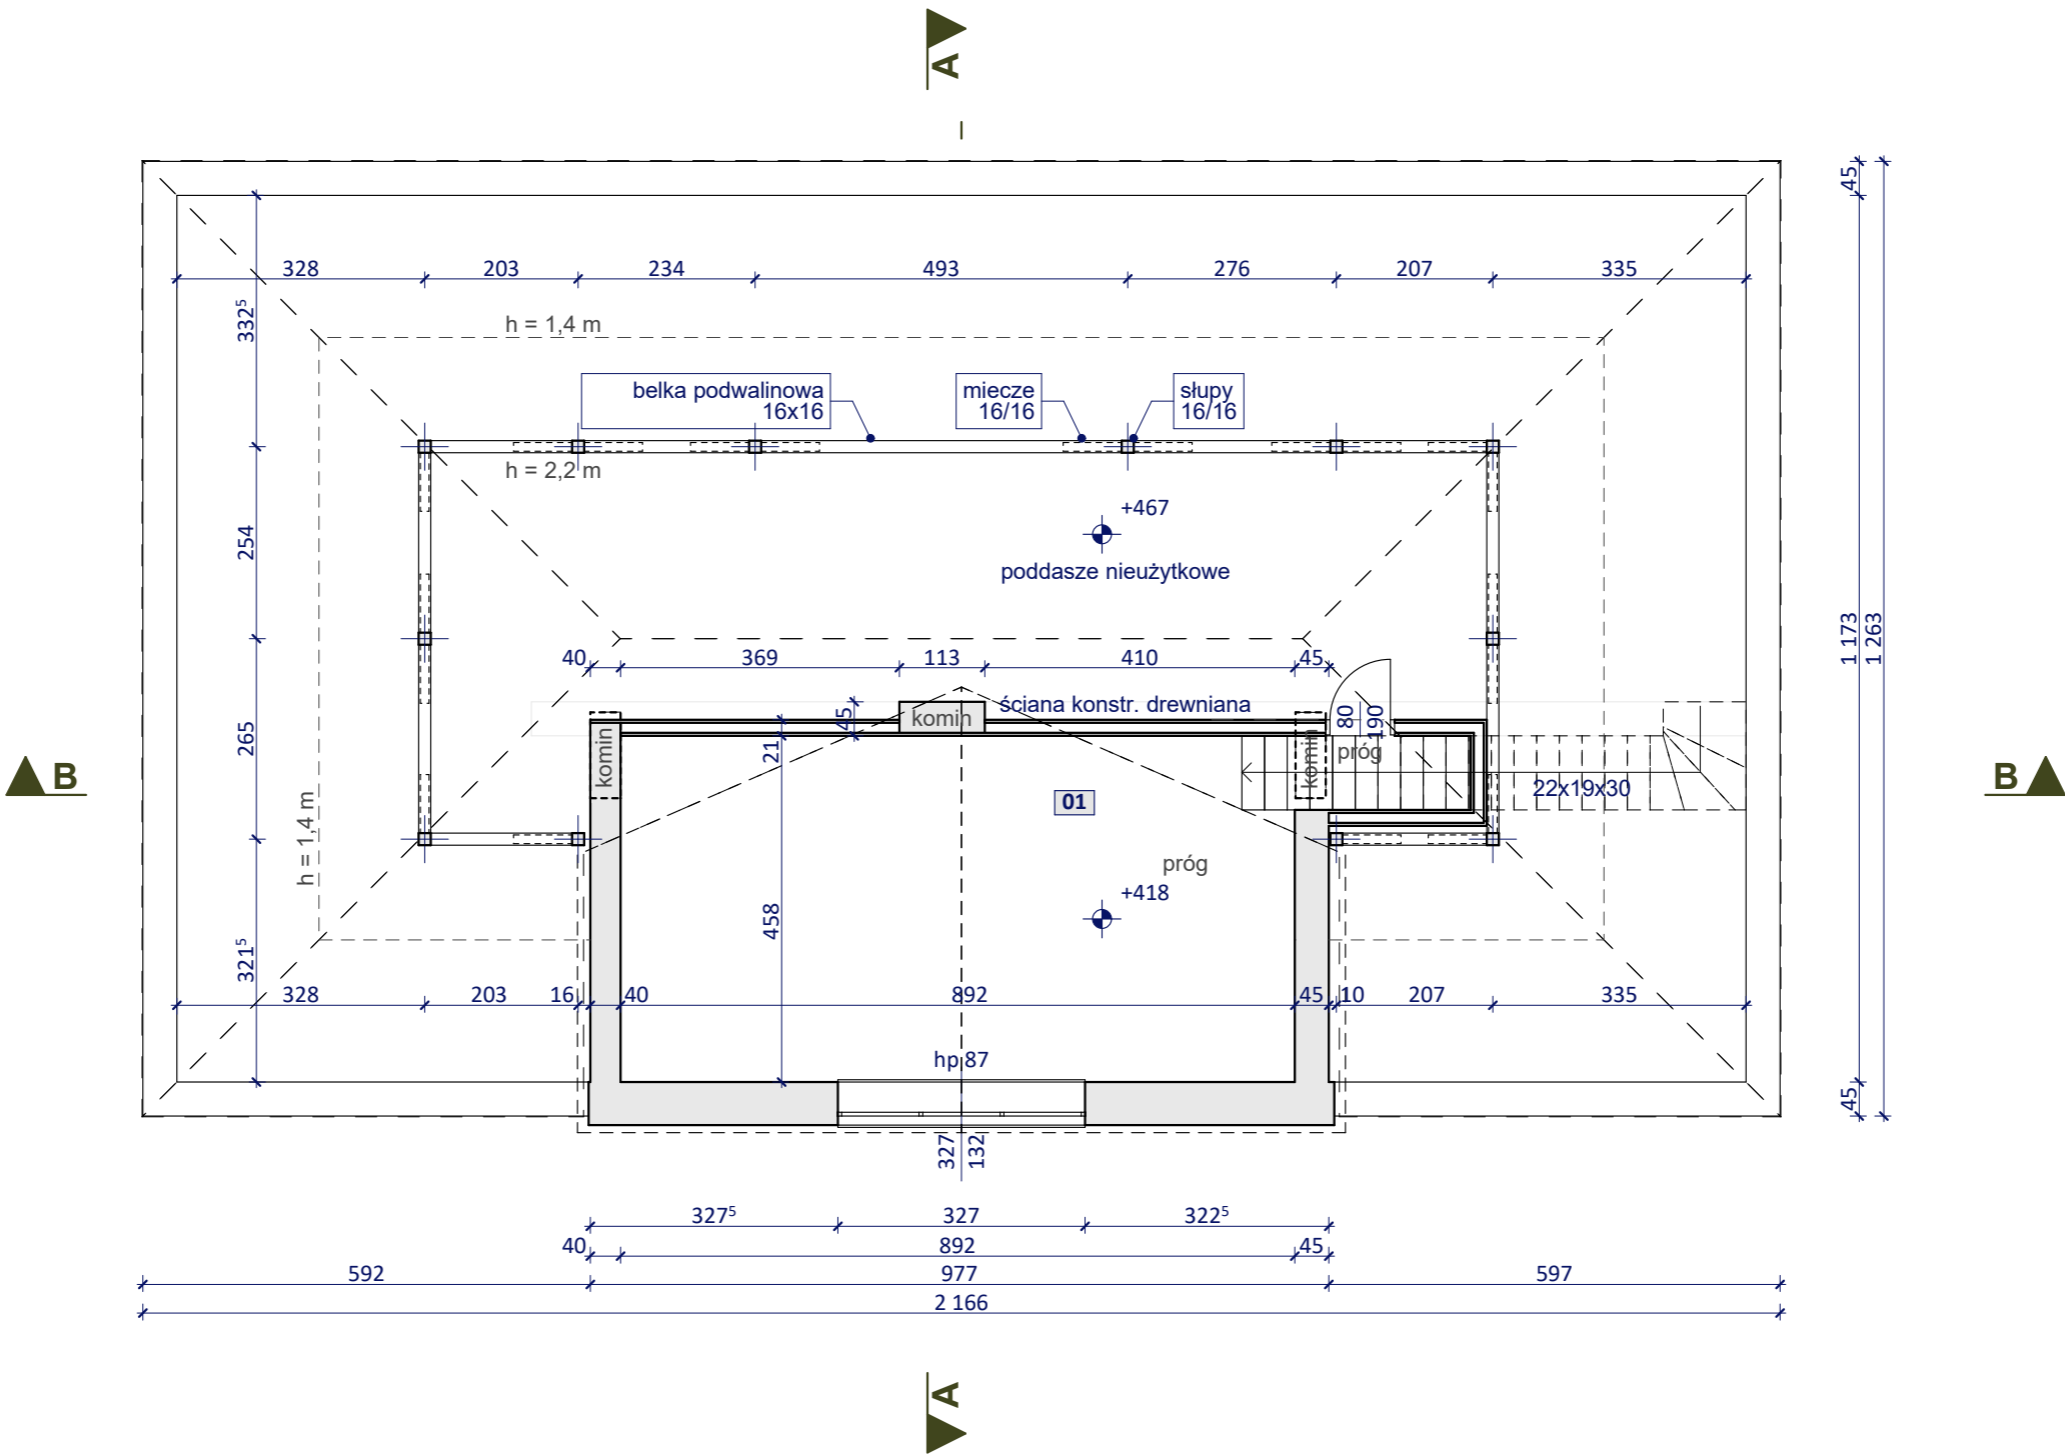 A
45
328
203
234
493
276
207
335
332⁵
h = 1,4 m
belka podwalinowa
16x16
miecze
16/16
słupy
16/16
h = 2,2 m
+467
254
poddasze nieużytkowe
1 173
1 263
40
369
113
410
45
ściana konstr. drewniana
komin
45
80
190
265
21
komin
komin
próg
B
22x19x30
B
01
h = 1,4 m
próg
+418
458
321⁵
328
203
16
40
892
45
10
207
335
hp 87
45
327
132
327⁵
327
322⁵
40
892
45
592
977
597
2 166
A